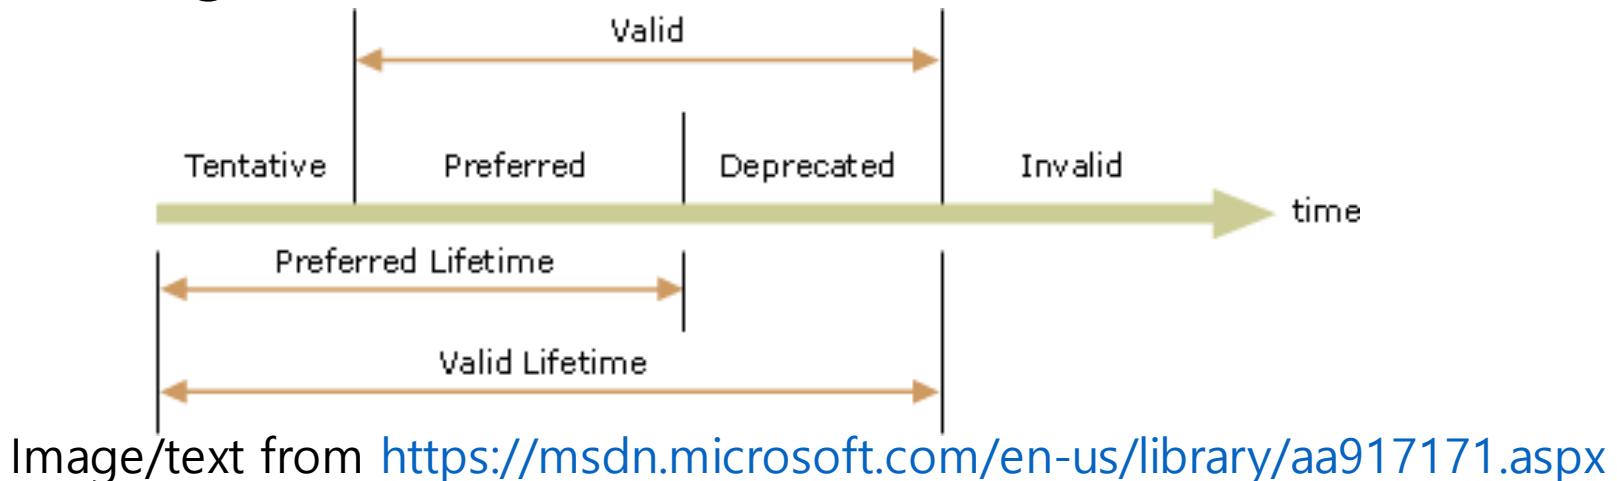 Valid
Tentative Preferred Deprecated Invalid
time
Preferred Lifetime
Valid Lifetime
Image/text from https://msdn.microsoft.com/en-us/library/aa917171.aspx